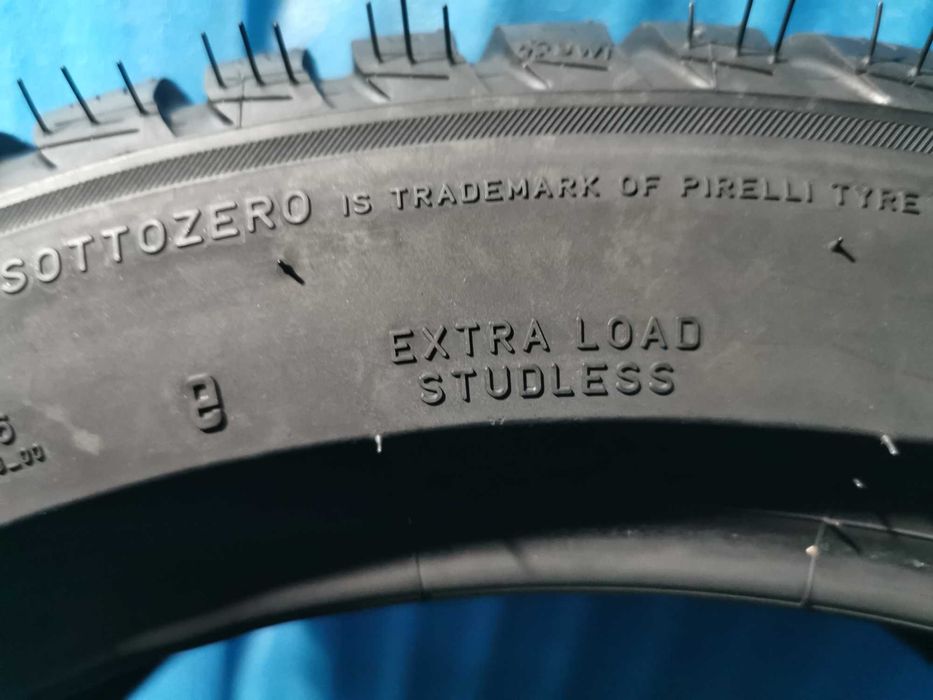 SOTTOZERO IS TRADEMARK OF PIRELLI TYRE
EXTRA LOAD
STUDLESS